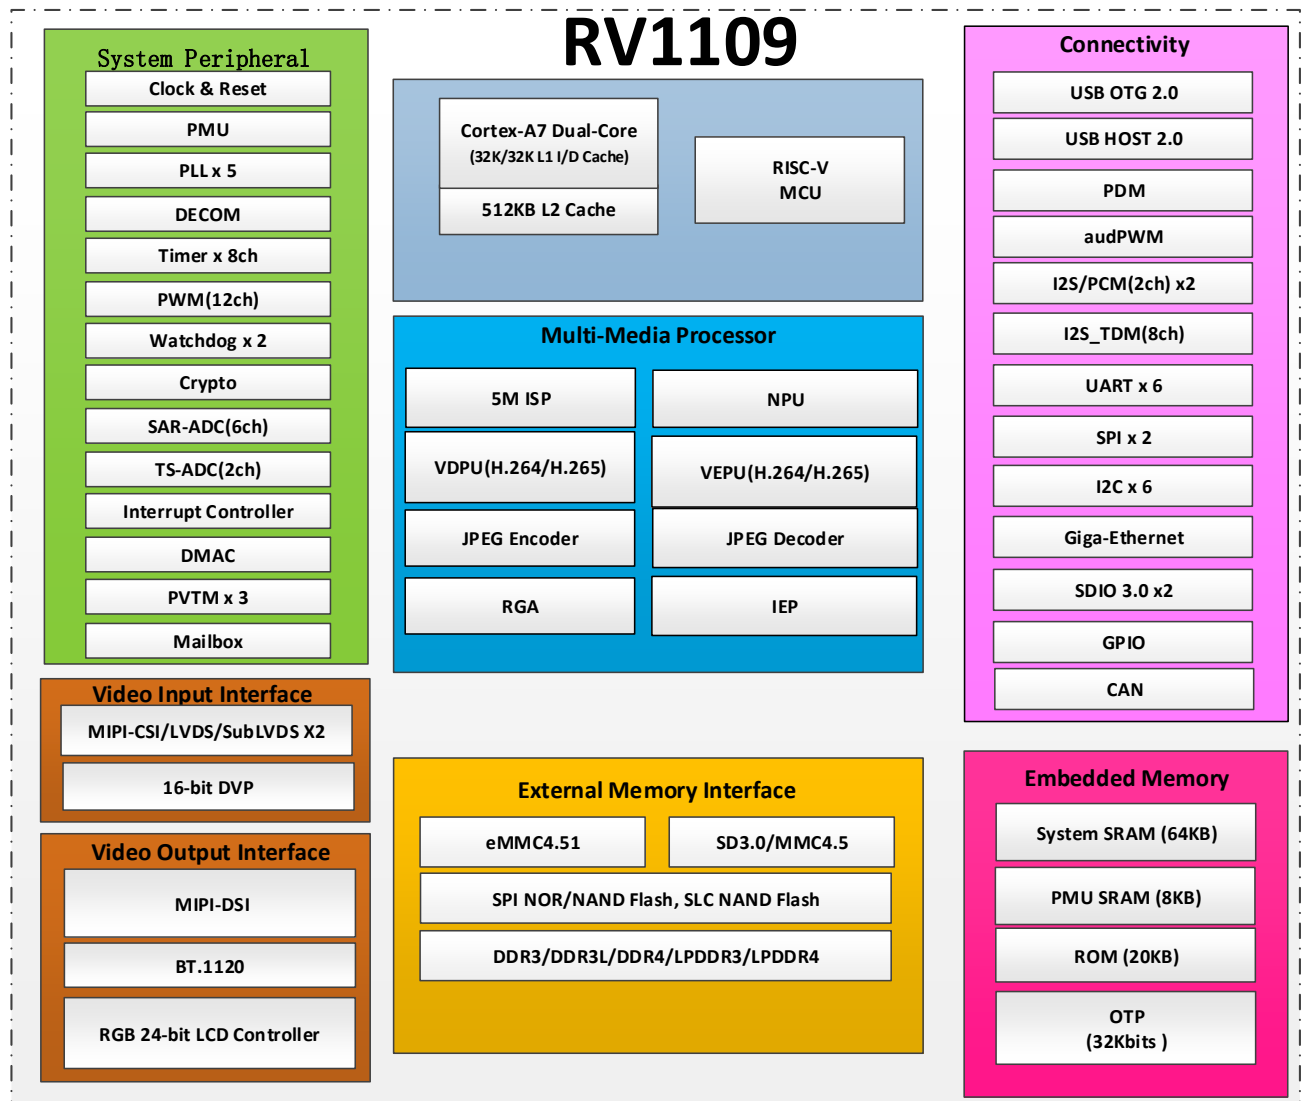 RV1109
System Peripheral
Clock & Reset
PMU
PLL x 5
DECOM
Timer x 8ch
PWM(12ch)
Watchdog x 2
Crypto
SAR-ADC(6ch)
TS-ADC(2ch)
Interrupt Controller
DMAC
PVTM x 3
Mailbox
Video Input Interface
MIPI-CSI/LVDS/SubLVDS X2
16-bit DVP
Video Output Interface
MIPI-DSI
BT.1120
RGB 24-bit LCD Controller
Cortex-A7 Dual-Core
(32K/32K L1 I/D Cache)
512KB L2 Cache
RISC-V
MCU
Multi-Media Processor
5M ISP
NPU
VDPU(H.264/H.265)
VEPU(H.264/H.265)
JPEG Encoder
JPEG Decoder
RGA
IEP
External Memory Interface
eMMC4.51
SD3.0/MMC4.5
SPI NOR/NAND Flash, SLC NAND Flash
DDR3/DDR3L/DDR4/LPDDR3/LPDDR4
Connectivity
USB OTG 2.0
USB HOST 2.0
PDM
audPWM
I2S/PCM(2ch) x2
I2S_TDM(8ch)
UART x 6
SPI x 2
I2C x 6
Giga-Ethernet
SDIO 3.0 x2
GPIO
CAN
Embedded Memory
System SRAM (64KB)
PMU SRAM (8KB)
ROM (20KB)
OTP
(32Kbits )